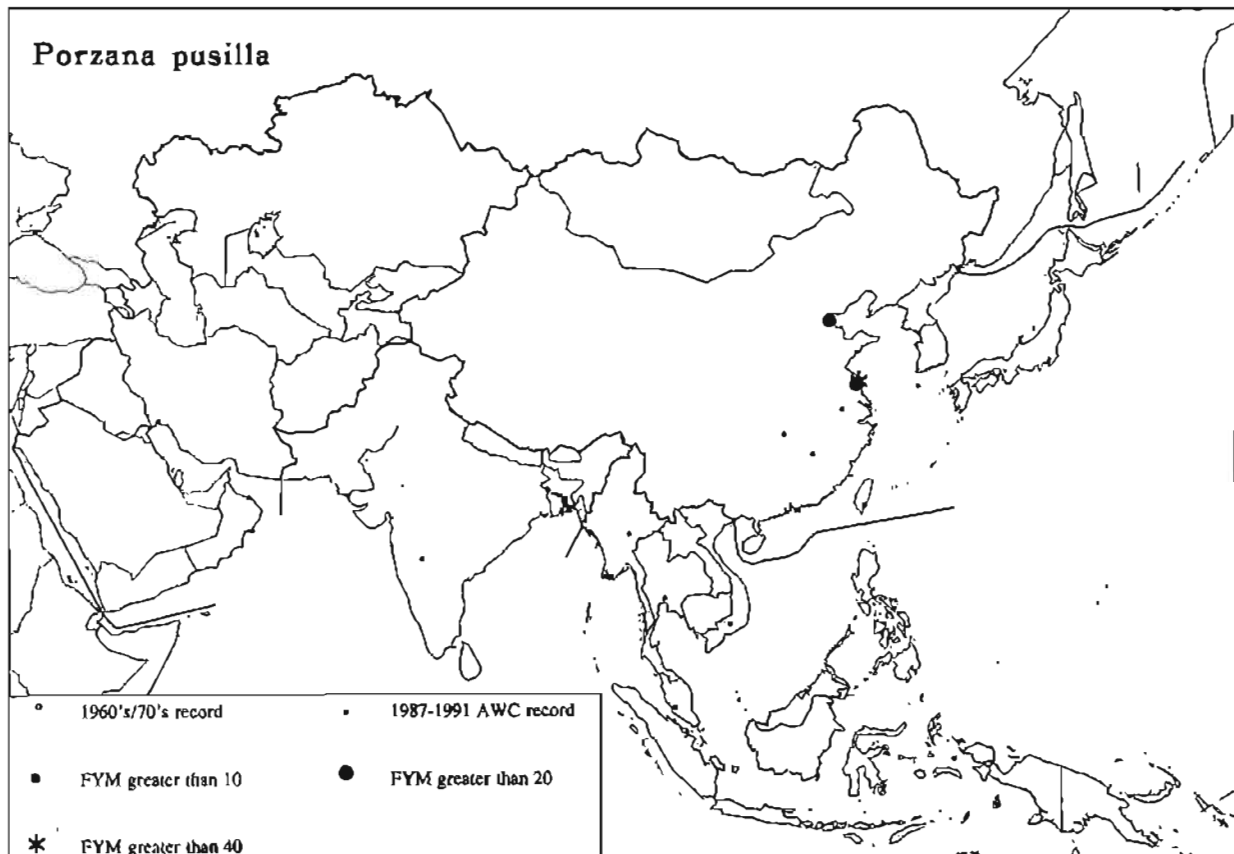 Porzana pusilla
° 1960's/70's record
▪ 1987-1991 AWC record
▪ FYM greater than 10
● FYM greater than 20
* FYM greater than 40